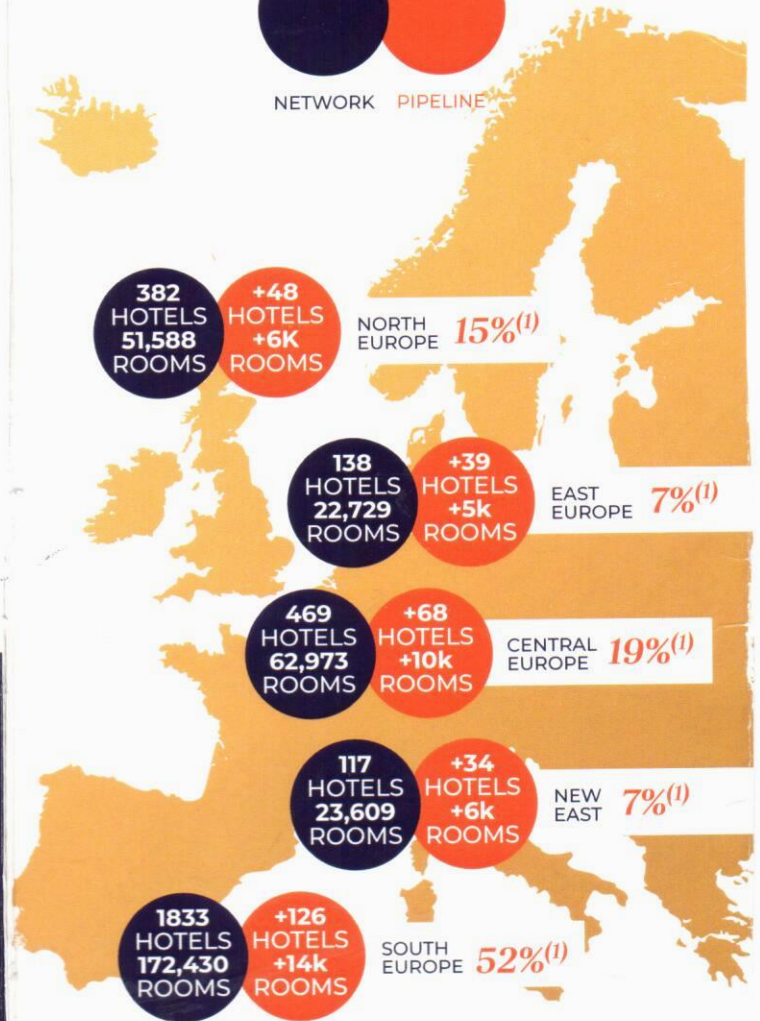 NETWORK PIPELINE
382
HOTELS
51,588
ROOMS
+48
HOTELS
+6K
ROOMS
NORTH
EUROPE
15%(1)
138
HOTELS
22,729
ROOMS
+39
HOTELS
+5k
ROOMS
EAST
EUROPE
7%(1)
469
HOTELS
62,973
ROOMS
+68
HOTELS
+10k
ROOMS
CENTRAL
EUROPE
19%(1)
117
HOTELS
23,609
ROOMS
+34
HOTELS
+6k
ROOMS
NEW
EAST
7%(1)
1833
HOTELS
172,430
ROOMS
+126
HOTELS
+14k
ROOMS
SOUTH
EUROPE
52%(1)